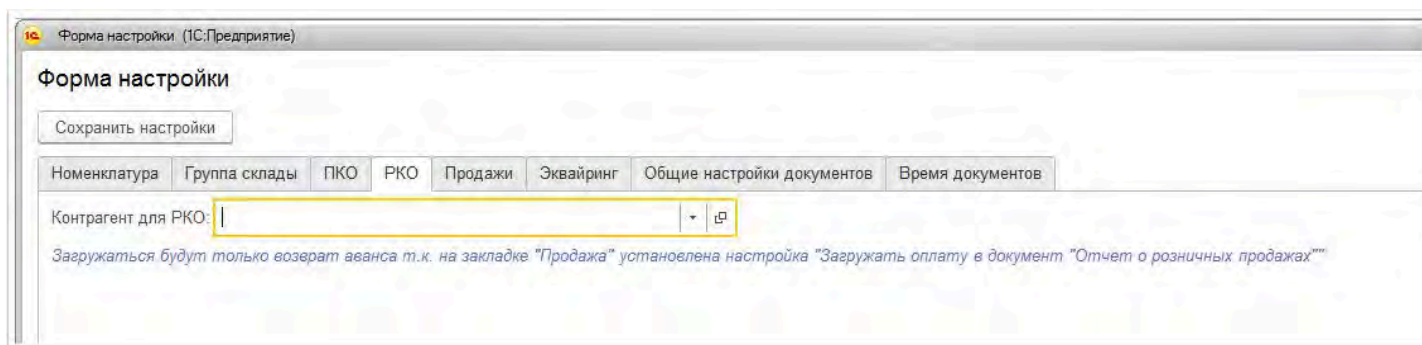 1С Форма настройки (1С:Предприятие)
Форма настройки
Сохранить настройки
Номенклатура Группа склады ПКО РКО Продажи Эквайринг Общие настройки документов Время документов
Контрагент для РКО:
Загружаться будут только возврат аванса т.к. на закладке "Продажа" установлена настройка "Загружать оплату в документ "Отчет о розничных продажах""